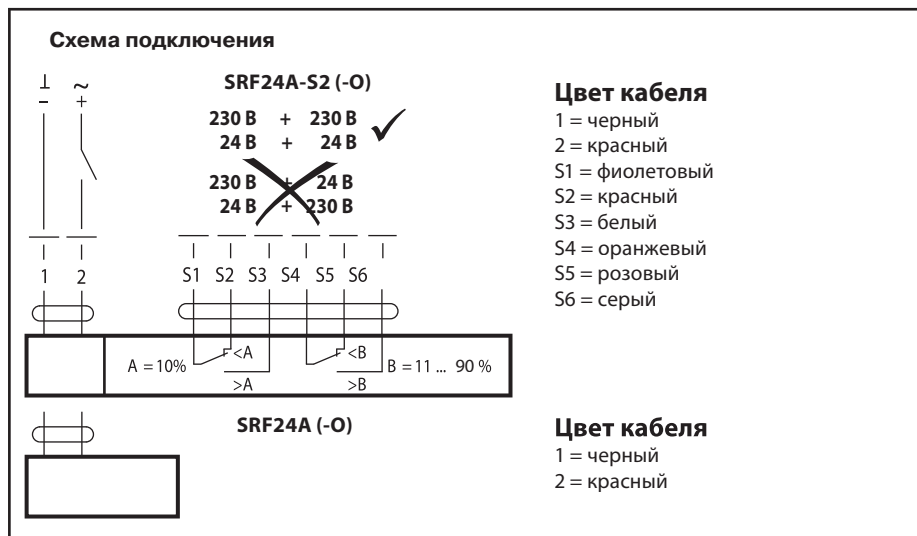 Схема подключения
⊥ ~
- +
SRF24A-S2 (-O)
230 В + 230 В
24 В + 24 В
230 В + 24 В
24 В + 230 В
1 2 S1 S2 S3 S4 S5 S6
A = 10% <A >A <B >B B = 11 ... 90 %
SRF24A (-O)
Цвет кабеля
1 = черный
2 = красный
S1 = фиолетовый
S2 = красный
S3 = белый
S4 = оранжевый
S5 = розовый
S6 = серый
Цвет кабеля
1 = черный
2 = красный